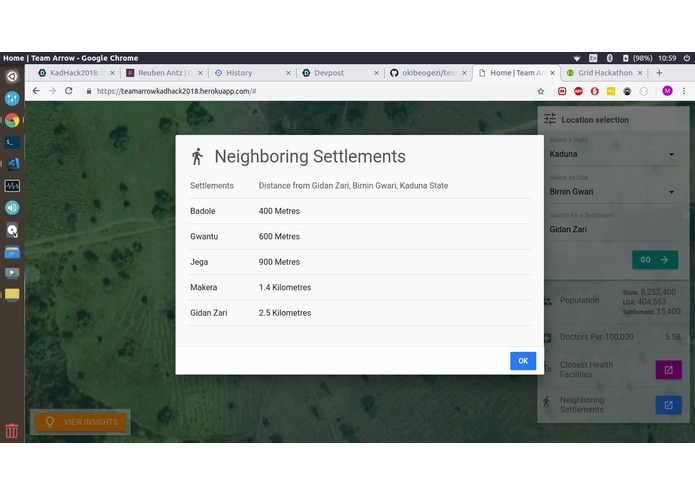 Home | Team Arrow - Google Chrome
En (98%) 10:59
KadHack2018: D
Reuben Antz | G
History
Devpost
okibeogezi/tea
Home | Team Ar
Grid Hackathon
https://teamarrowkadhack2018.herokuapp.com/#
M
Location selection
Select a State
Kaduna
Select an LGA
Birnin Gwari
Search for a Settlement
Gidan Zari
GO
Neighboring Settlements
Settlements Distance from Gidan Zari, Birnin Gwari, Kaduna State
Badole 400 Metres
Gwantu 600 Metres
Jega 900 Metres
Makera 1.4 Kilometres
Gidan Zari 2.5 Kilometres
OK
Population
State: 8,252,400
LGA: 404,563
Settlement: 15,400
Doctors Per 100,000 5.58
Closest Health
Facilities
Neighboring
Settlements
VIEW INSIGHTS